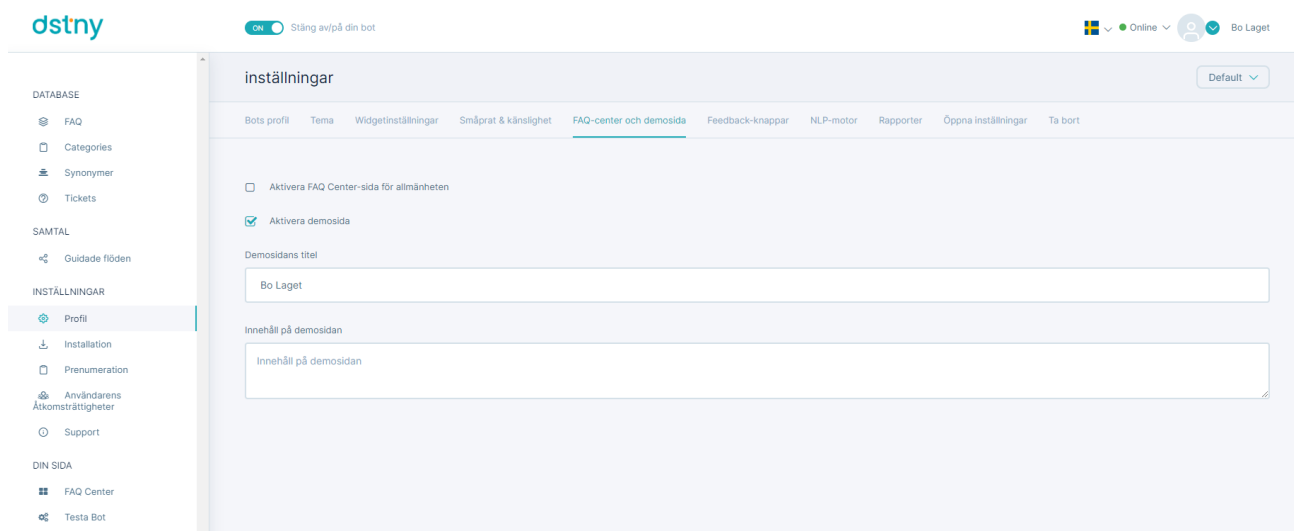 dstny
ON Stäng av/på din bot
Online
Bo Laget
inställningar
Default
DATABASE
FAQ
Categories
Synonymer
Tickets
SAMTAL
Guidade flöden
INSTÄLLNINGAR
Profil
Installation
Prenumeration
Användarens
Åtkomsträttigheter
Support
DIN SIDA
FAQ Center
Testa Bot
Bots profil Tema Widgetinställningar Småprat & känslighet FAQ-center och demosida Feedback-knappar NLP-motor Rapporter Öppna inställningar Ta bort
Aktivera FAQ Center-sida för allmänheten
Aktivera demosida
Demosidans titel
Bo Laget
Innehåll på demosidan
Innehåll på demosidan